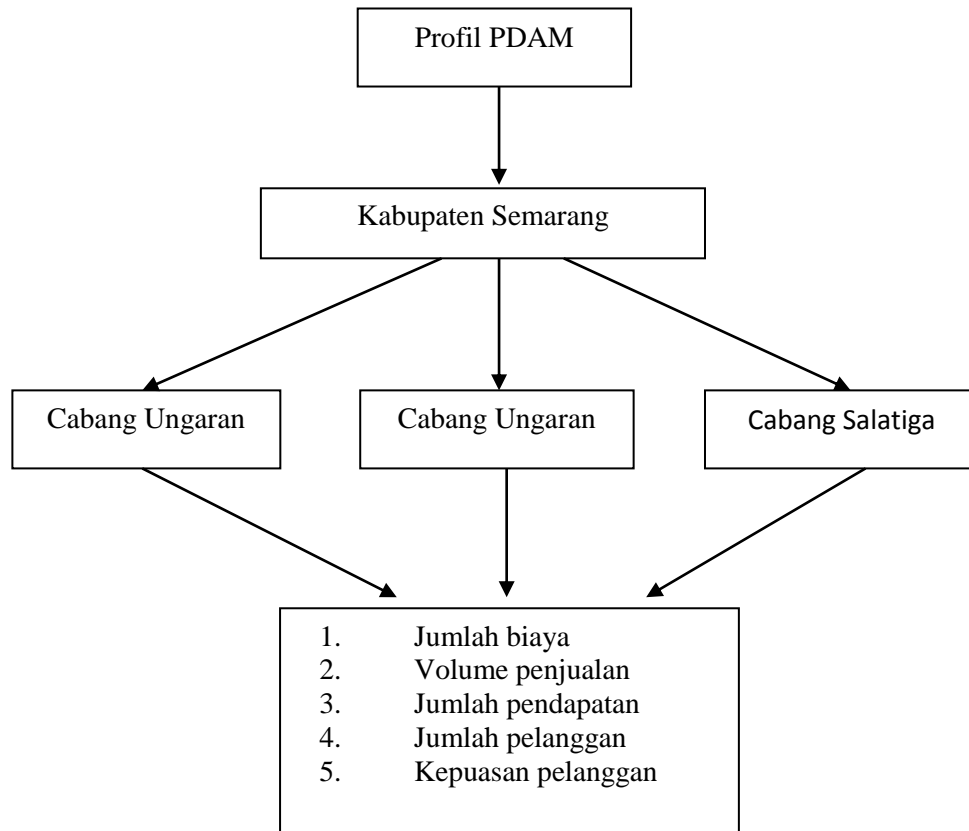 Profil PDAM
Kabupaten Semarang
Cabang Ungaran
Cabang Ungaran
Cabang Salatiga
1. Jumlah biaya
2. Volume penjualan
3. Jumlah pendapatan
4. Jumlah pelanggan
5. Kepuasan pelanggan